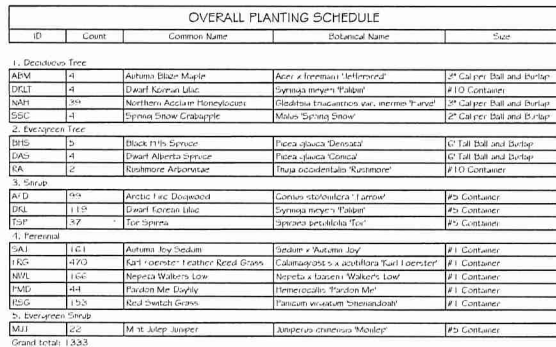 OVERALL PLANTING SCHEDULE
ID Count Common Name Botanical Name Size
1. Deciduous Tree
ABM 4 Autumn Blaze Maple Acer x freemanii 'Jeffersred' 3" Caliper Ball and Burlap
DKLT 4 Dwarf Korean Lilac Syringa meyeri 'Palibin' #10 Container
NAH 39 Northern Acclaim Honeylocust Gleditsia triacanthos var. inermis 'Harve' 3" Caliper Ball and Burlap
SSC 4 Spring Snow Crabapple Malus 'Spring Snow' 2" Caliper Ball and Burlap
2. Evergreen Tree
BHS 5 Black Hills Spruce Picea glauca 'Densata' 6' Tall Ball and Burlap
DAS 4 Dwarf Alberta Spruce Picea glauca 'Conica' 6' Tall Ball and Burlap
RA 2 Rushmore Arborvitae Thuja occidentalis 'Rushmore' #10 Container
3. Shrub
AFD 99 Arctic Fire Dogwood Cornus stolonifera 'Farrow' #5 Container
DKL 119 Dwarf Korean Lilac Syringa meyeri 'Palibin' #5 Container
TSP 37 Tor Spirea Spiraea betulifolia 'Tor' #5 Container
4. Perennial
SAJ 161 Autumn Joy Sedum Sedum x 'Autumn Joy' #1 Container
FRG 470 Karl Foerster Feather Reed Grass Calamagrostis x acutiflora 'Karl Foerster' #1 Container
NWL 166 Nepeta Walkers Low Nepeta x faassenii 'Walker's Low' #1 Container
PMD 44 Pardon Me Daylily Hemerocallis 'Pardon Me' #1 Container
RSG 153 Red Switch Grass Panicum virgatum 'Shenandoah' #1 Container
5. Evergreen Shrub
MJJ 22 Mint Julep Juniper Juniperus chinensis 'Monlep' #5 Container
Grand total: 1333